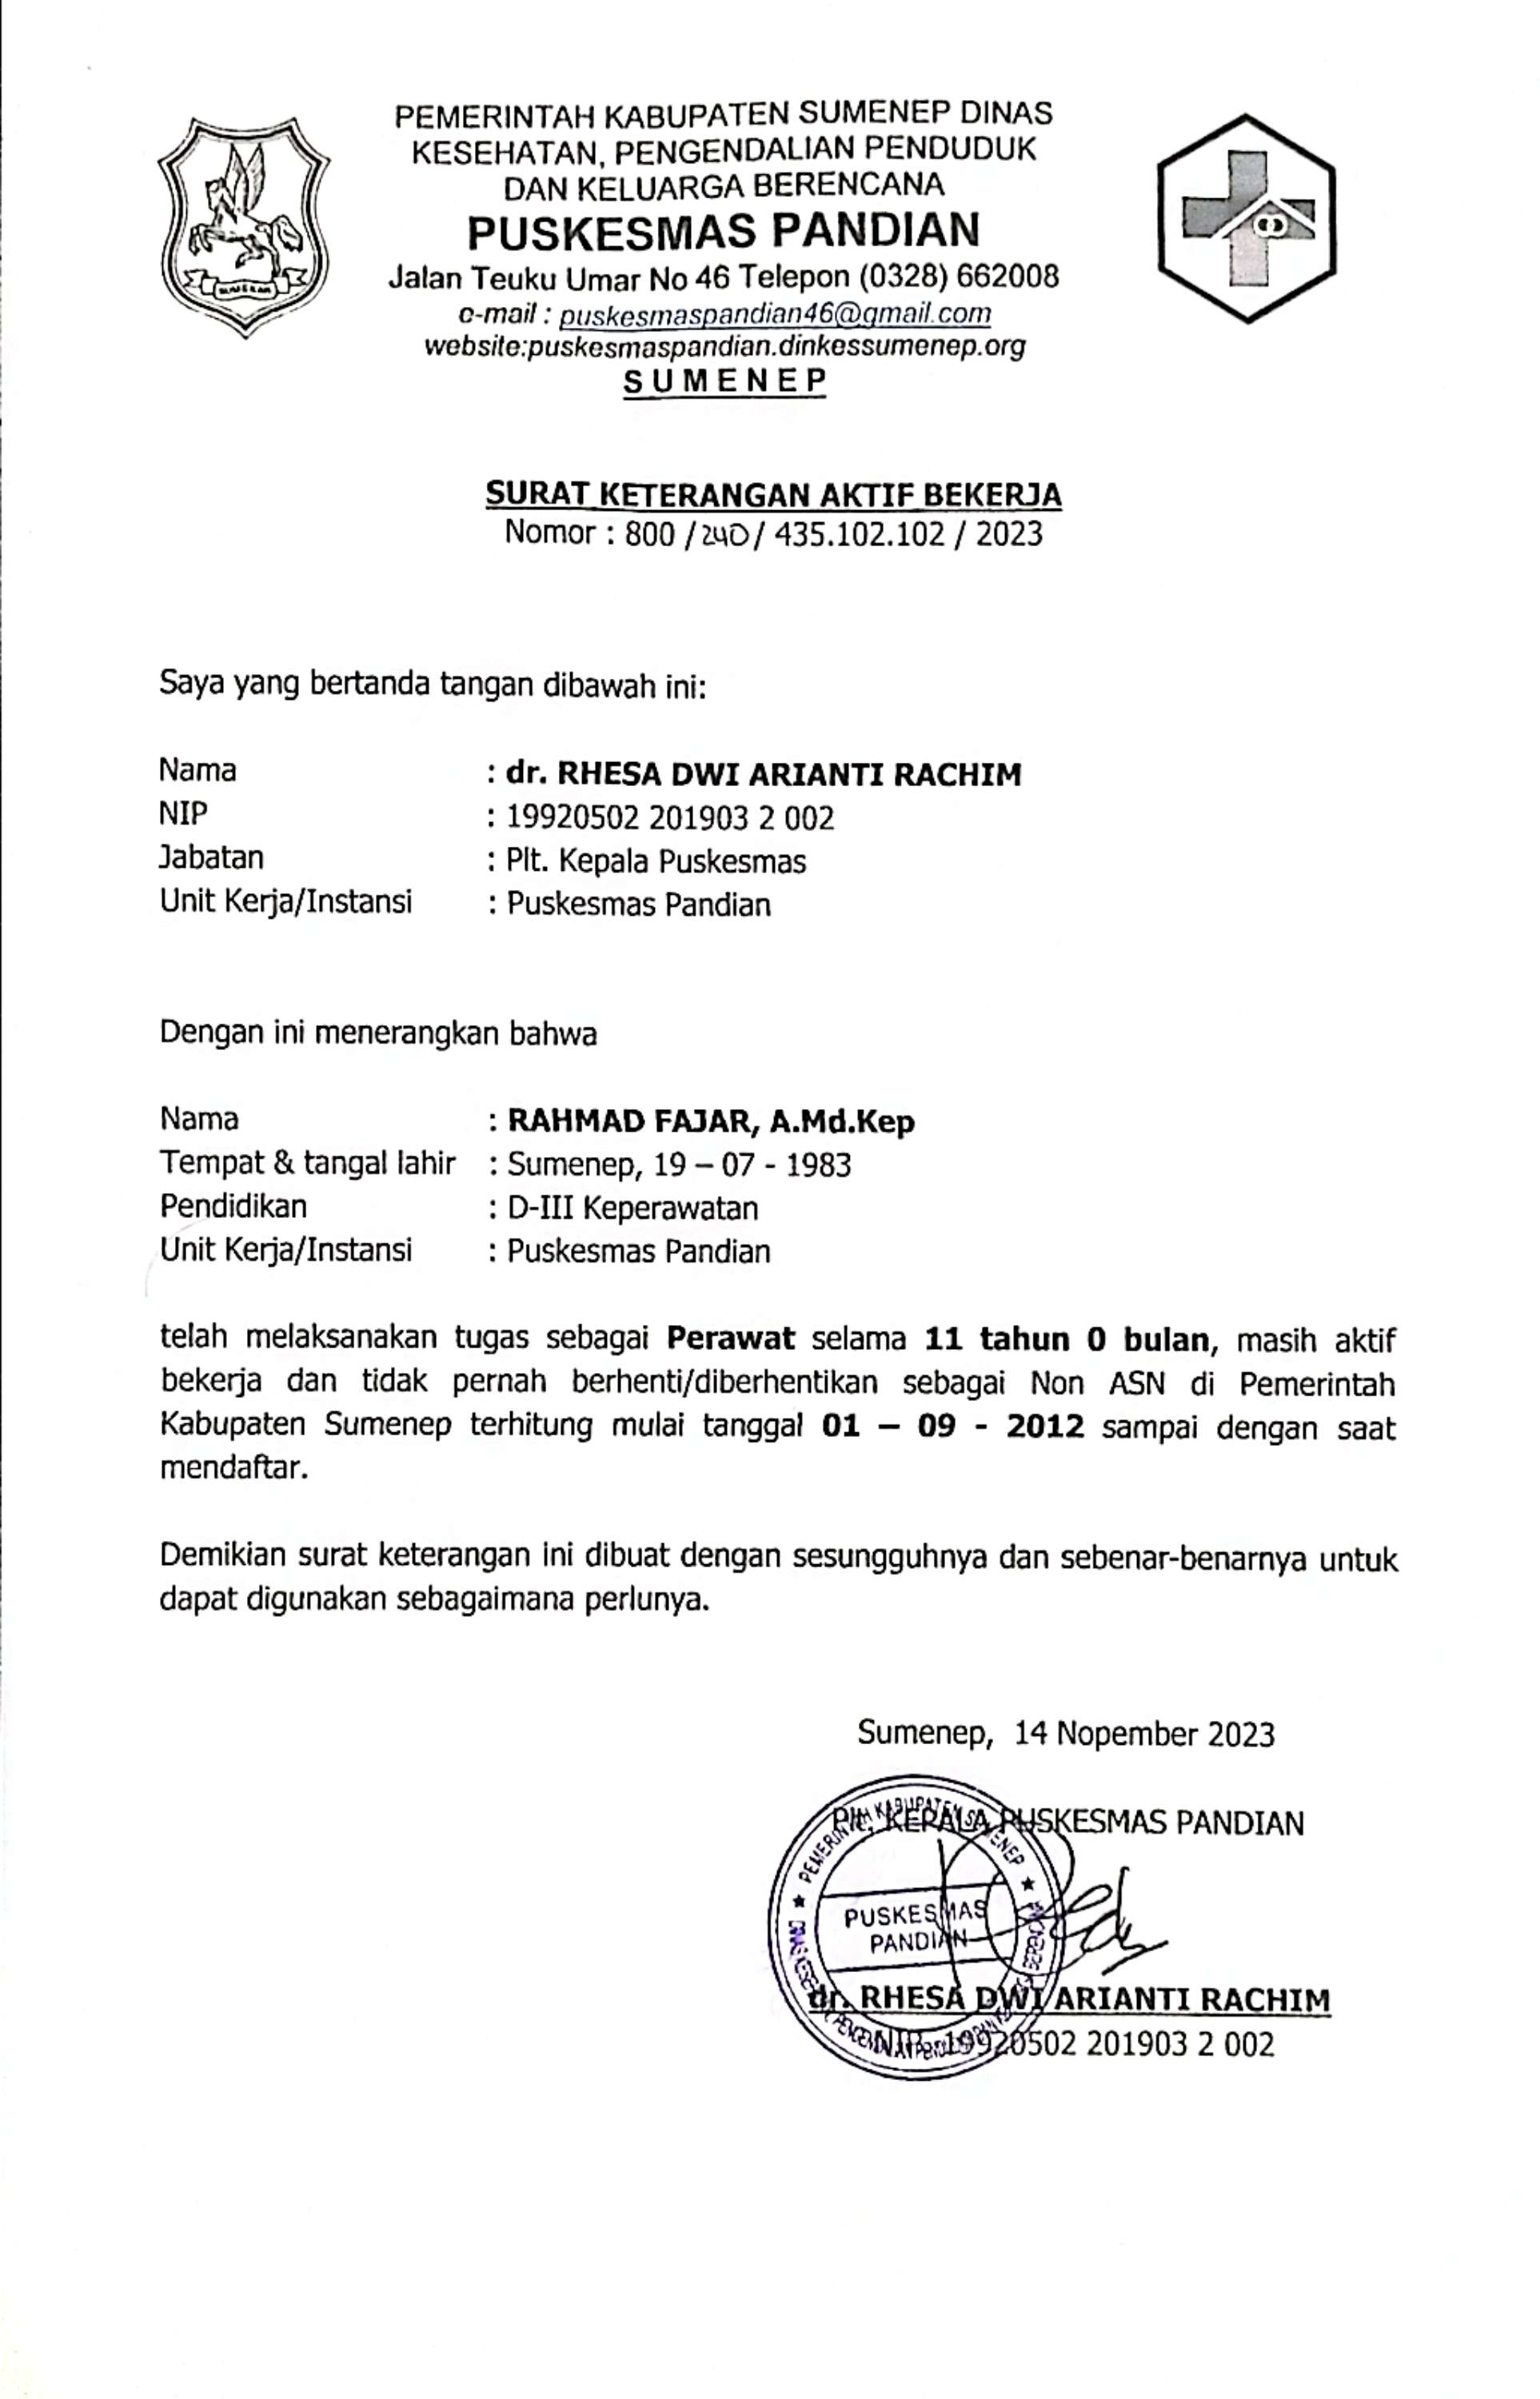 PEMERINTAH KABUPATEN SUMENEP DINAS
KESEHATAN, PENGENDALIAN PENDUDUK
DAN KELUARGA BERENCANA
PUSKESMAS PANDIAN
Jalan Teuku Umar No 46 Telepon (0328) 662008
e-mail : puskesmaspandian46@gmail.com
website:puskesmaspandian.dinkessumenep.org
SUMENEP
SURAT KETERANGAN AKTIF BEKERJA
Nomor : 800 / 240 / 435.102.102 / 2023
Saya yang bertanda tangan dibawah ini:
Nama : dr. RHESA DWI ARIANTI RACHIM
NIP : 19920502 201903 2 002
Jabatan : Plt. Kepala Puskesmas
Unit Kerja/Instansi : Puskesmas Pandian
Dengan ini menerangkan bahwa
Nama : RAHMAD FAJAR, A.Md.Kep
Tempat & tangal lahir : Sumenep, 19 – 07 - 1983
Pendidikan : D-III Keperawatan
Unit Kerja/Instansi : Puskesmas Pandian
telah melaksanakan tugas sebagai Perawat selama 11 tahun 0 bulan, masih aktif
bekerja dan tidak pernah berhenti/diberhentikan sebagai Non ASN di Pemerintah
Kabupaten Sumenep terhitung mulai tanggal 01 – 09 - 2012 sampai dengan saat
mendaftar.
Demikian surat keterangan ini dibuat dengan sesungguhnya dan sebenar-benarnya untuk
dapat digunakan sebagaimana perlunya.
Sumenep, 14 Nopember 2023
Plt. KEPALA PUSKESMAS PANDIAN
PEMERINTAH KABUPATEN SUMENEP
PUSKESMAS
PANDIAN
dr. RHESA DWI ARIANTI RACHIM
NIP. 19920502 201903 2 002